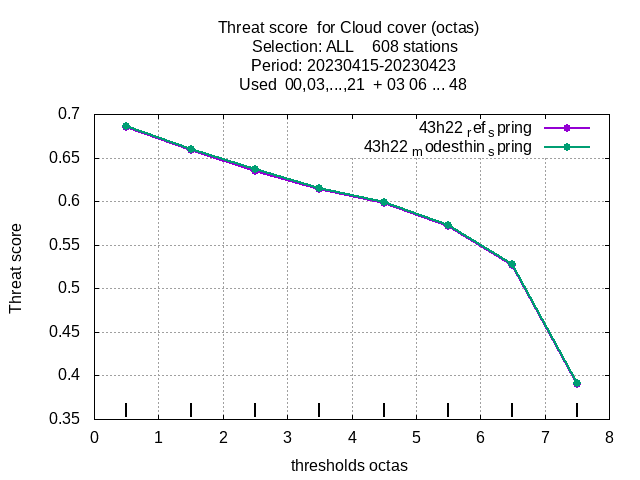 Threat score  for Cloud cover (octas)
Selection: ALL    608 stations
Period: 20230415-20230423
Used  00,03,...,21  + 03 06 ... 48
43h22 ref spring
43h22 modesthin spring
0.7
0.65
0.6
0.55
0.5
0.45
0.4
0.35
Threat score
0 1 2 3 4 5 6 7 8
thresholds octas